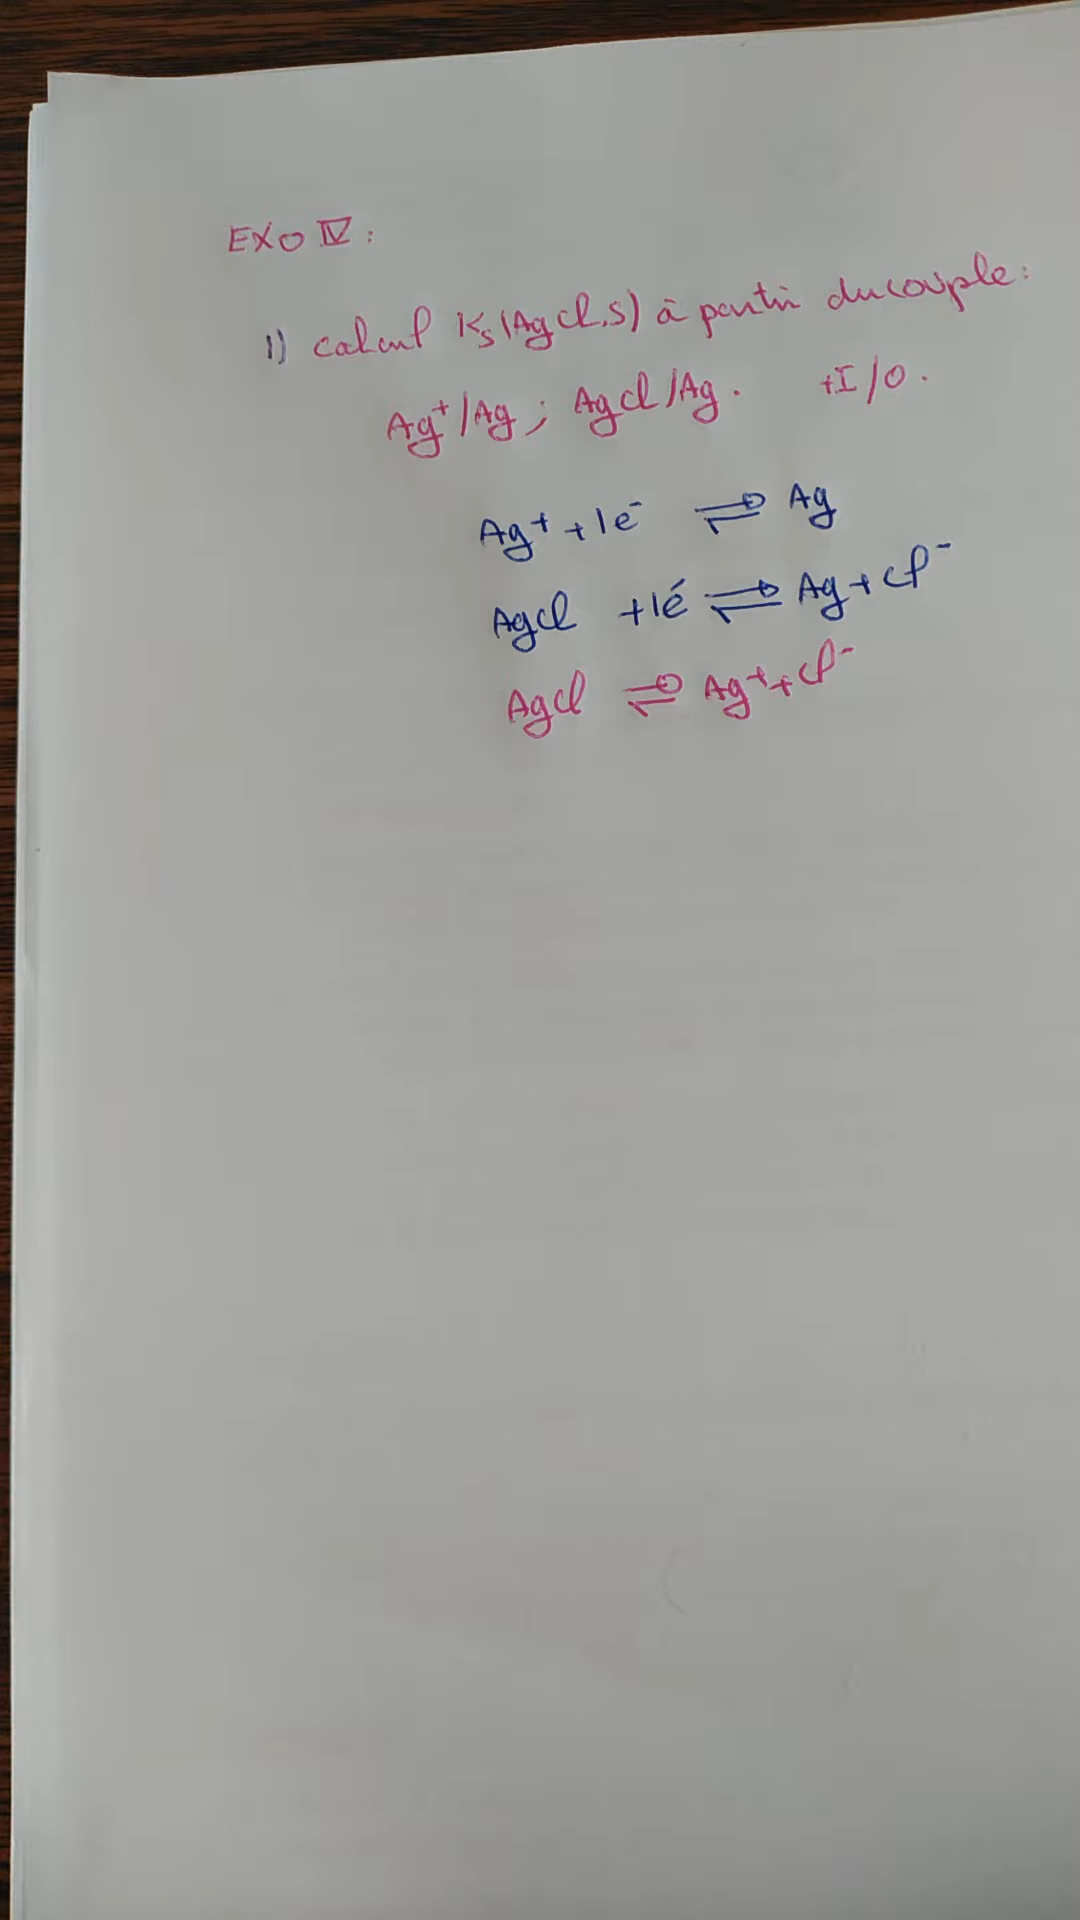 EXO IV :
1) calcul Ks(AgCl,s) à partir du couple :
Ag+/Ag ; AgCl/Ag. +I/0.
Ag+ + 1e- ⇌ Ag
AgCl + 1é ⇌ Ag + Cl-
AgCl ⇌ Ag+ + Cl-